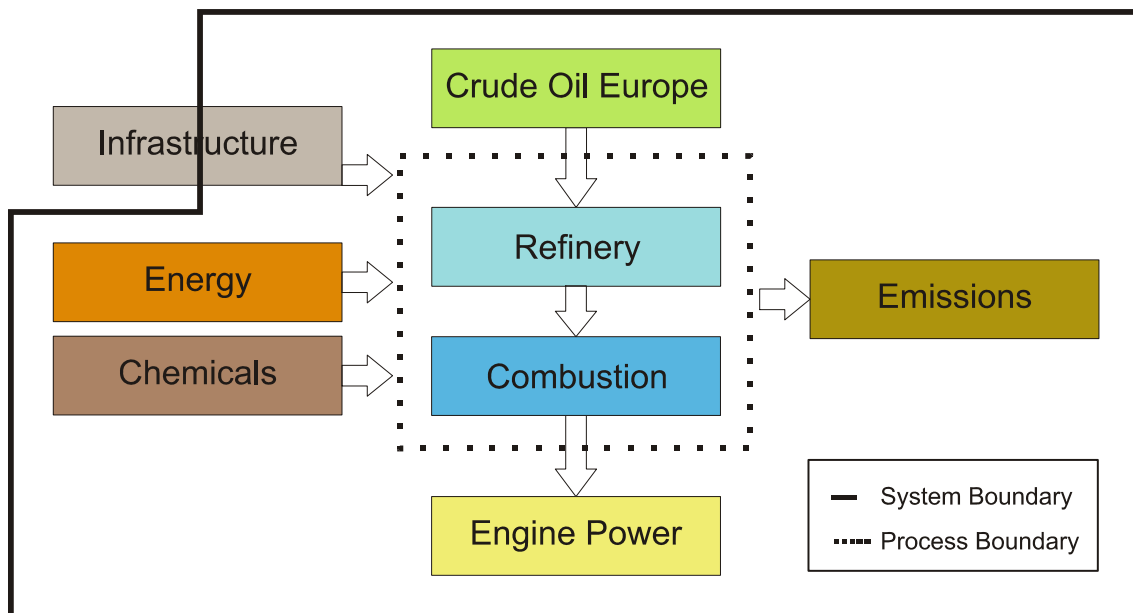 Crude Oil Europe
Infrastructure
Refinery
Energy
Emissions
Chemicals
Combustion
Engine Power
System Boundary
Process Boundary